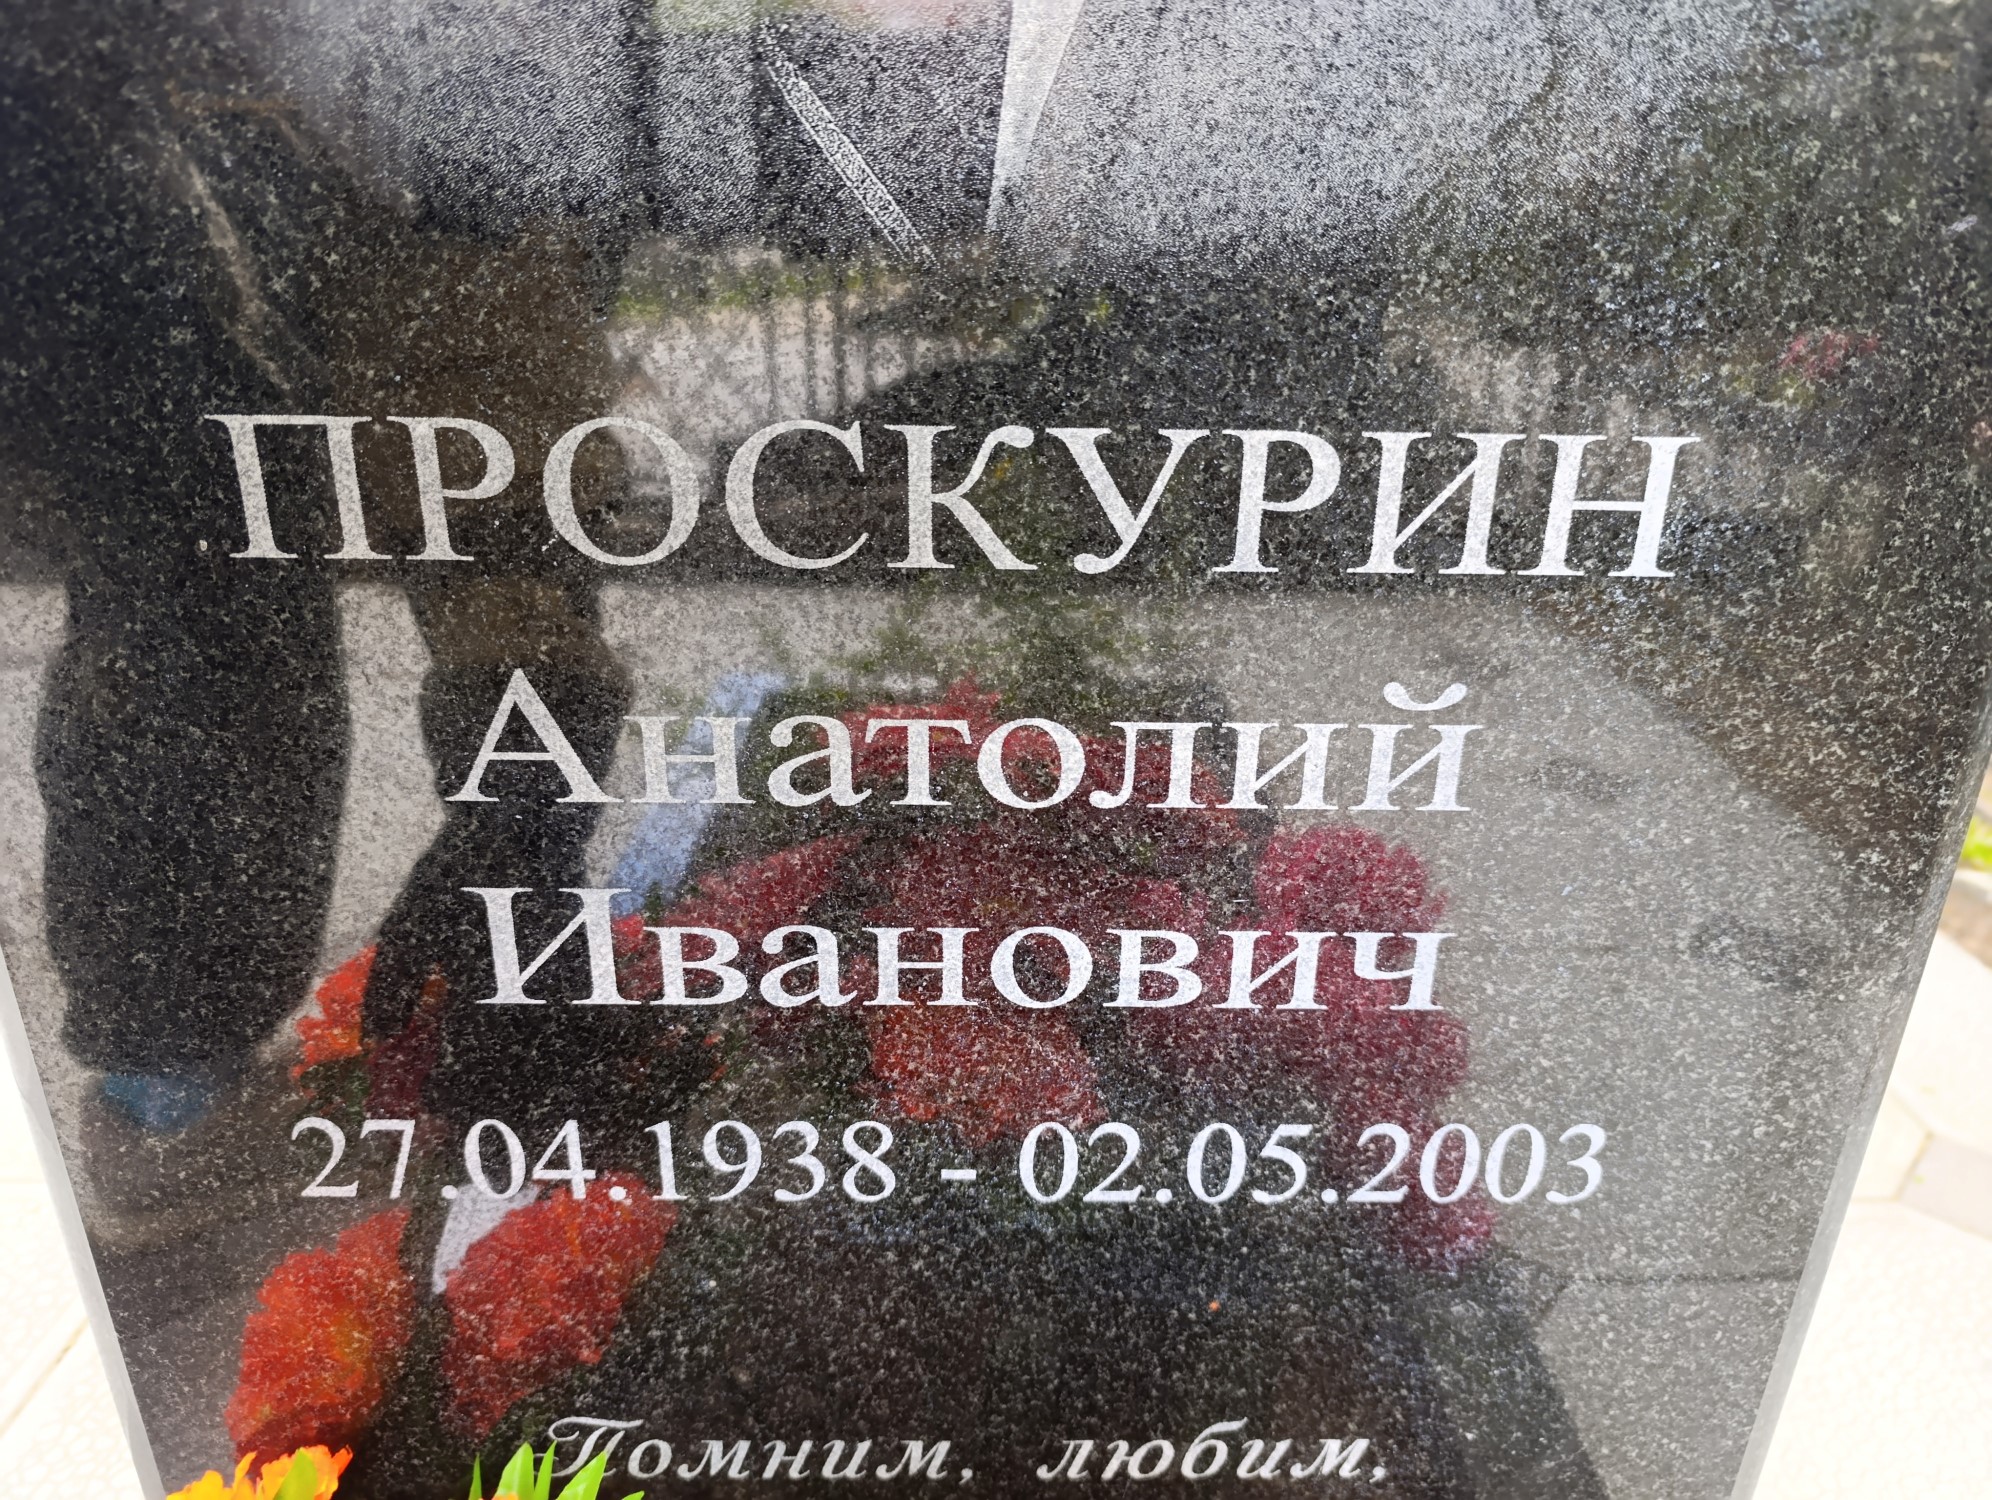 ПРОСКУРИН
Анатолий
Иванович
27.04.1938 - 02.05.2003
Помним, любим,